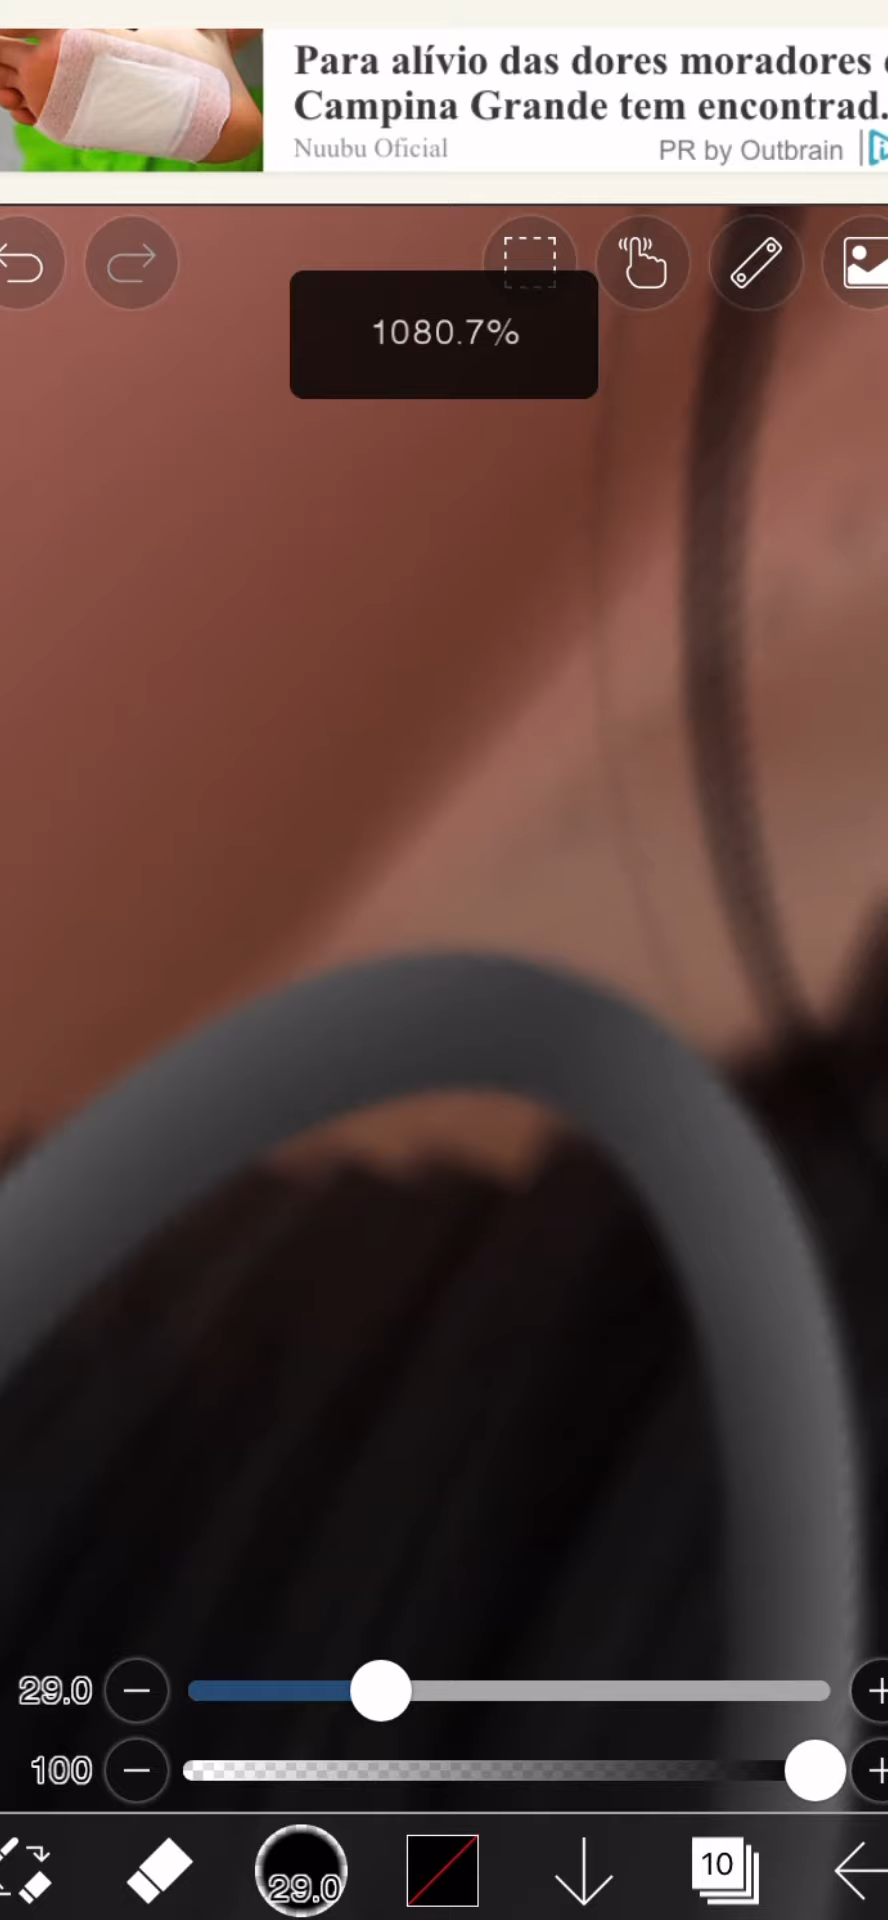 Para alívio das dores moradores
Campina Grande tem encontrad.
Nuubu Oficial
PR by Outbrain
1080.7%
29.0
100
29.0
10